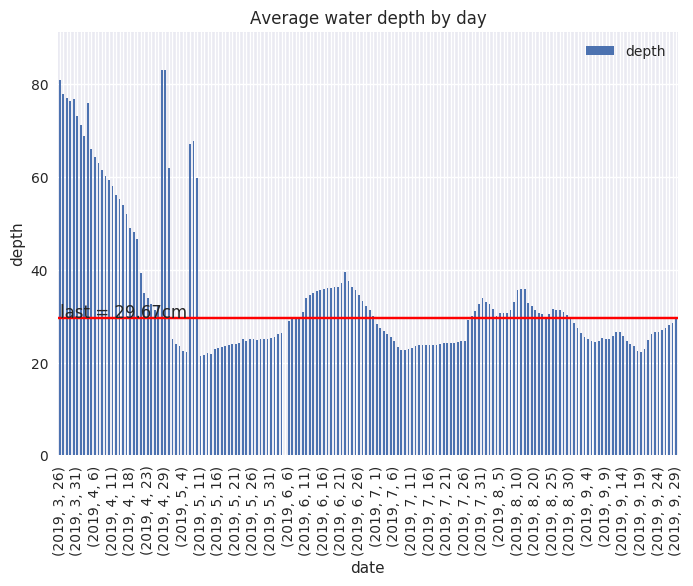 Average water depth by day
depth
80
60
40
20
0
depth
last = 29.67cm
(2019, 3, 26)
(2019, 3, 31)
(2019, 4, 6)
(2019, 4, 11)
(2019, 4, 18)
(2019, 4, 23)
(2019, 4, 29)
(2019, 5, 4)
(2019, 5, 11)
(2019, 5, 16)
(2019, 5, 21)
(2019, 5, 26)
(2019, 5, 31)
(2019, 6, 6)
(2019, 6, 11)
(2019, 6, 16)
(2019, 6, 21)
(2019, 6, 26)
(2019, 7, 1)
(2019, 7, 6)
(2019, 7, 11)
(2019, 7, 16)
(2019, 7, 21)
(2019, 7, 26)
(2019, 7, 31)
(2019, 8, 5)
(2019, 8, 10)
(2019, 8, 20)
(2019, 8, 25)
(2019, 8, 30)
(2019, 9, 4)
(2019, 9, 9)
(2019, 9, 14)
(2019, 9, 19)
(2019, 9, 24)
(2019, 9, 29)
date